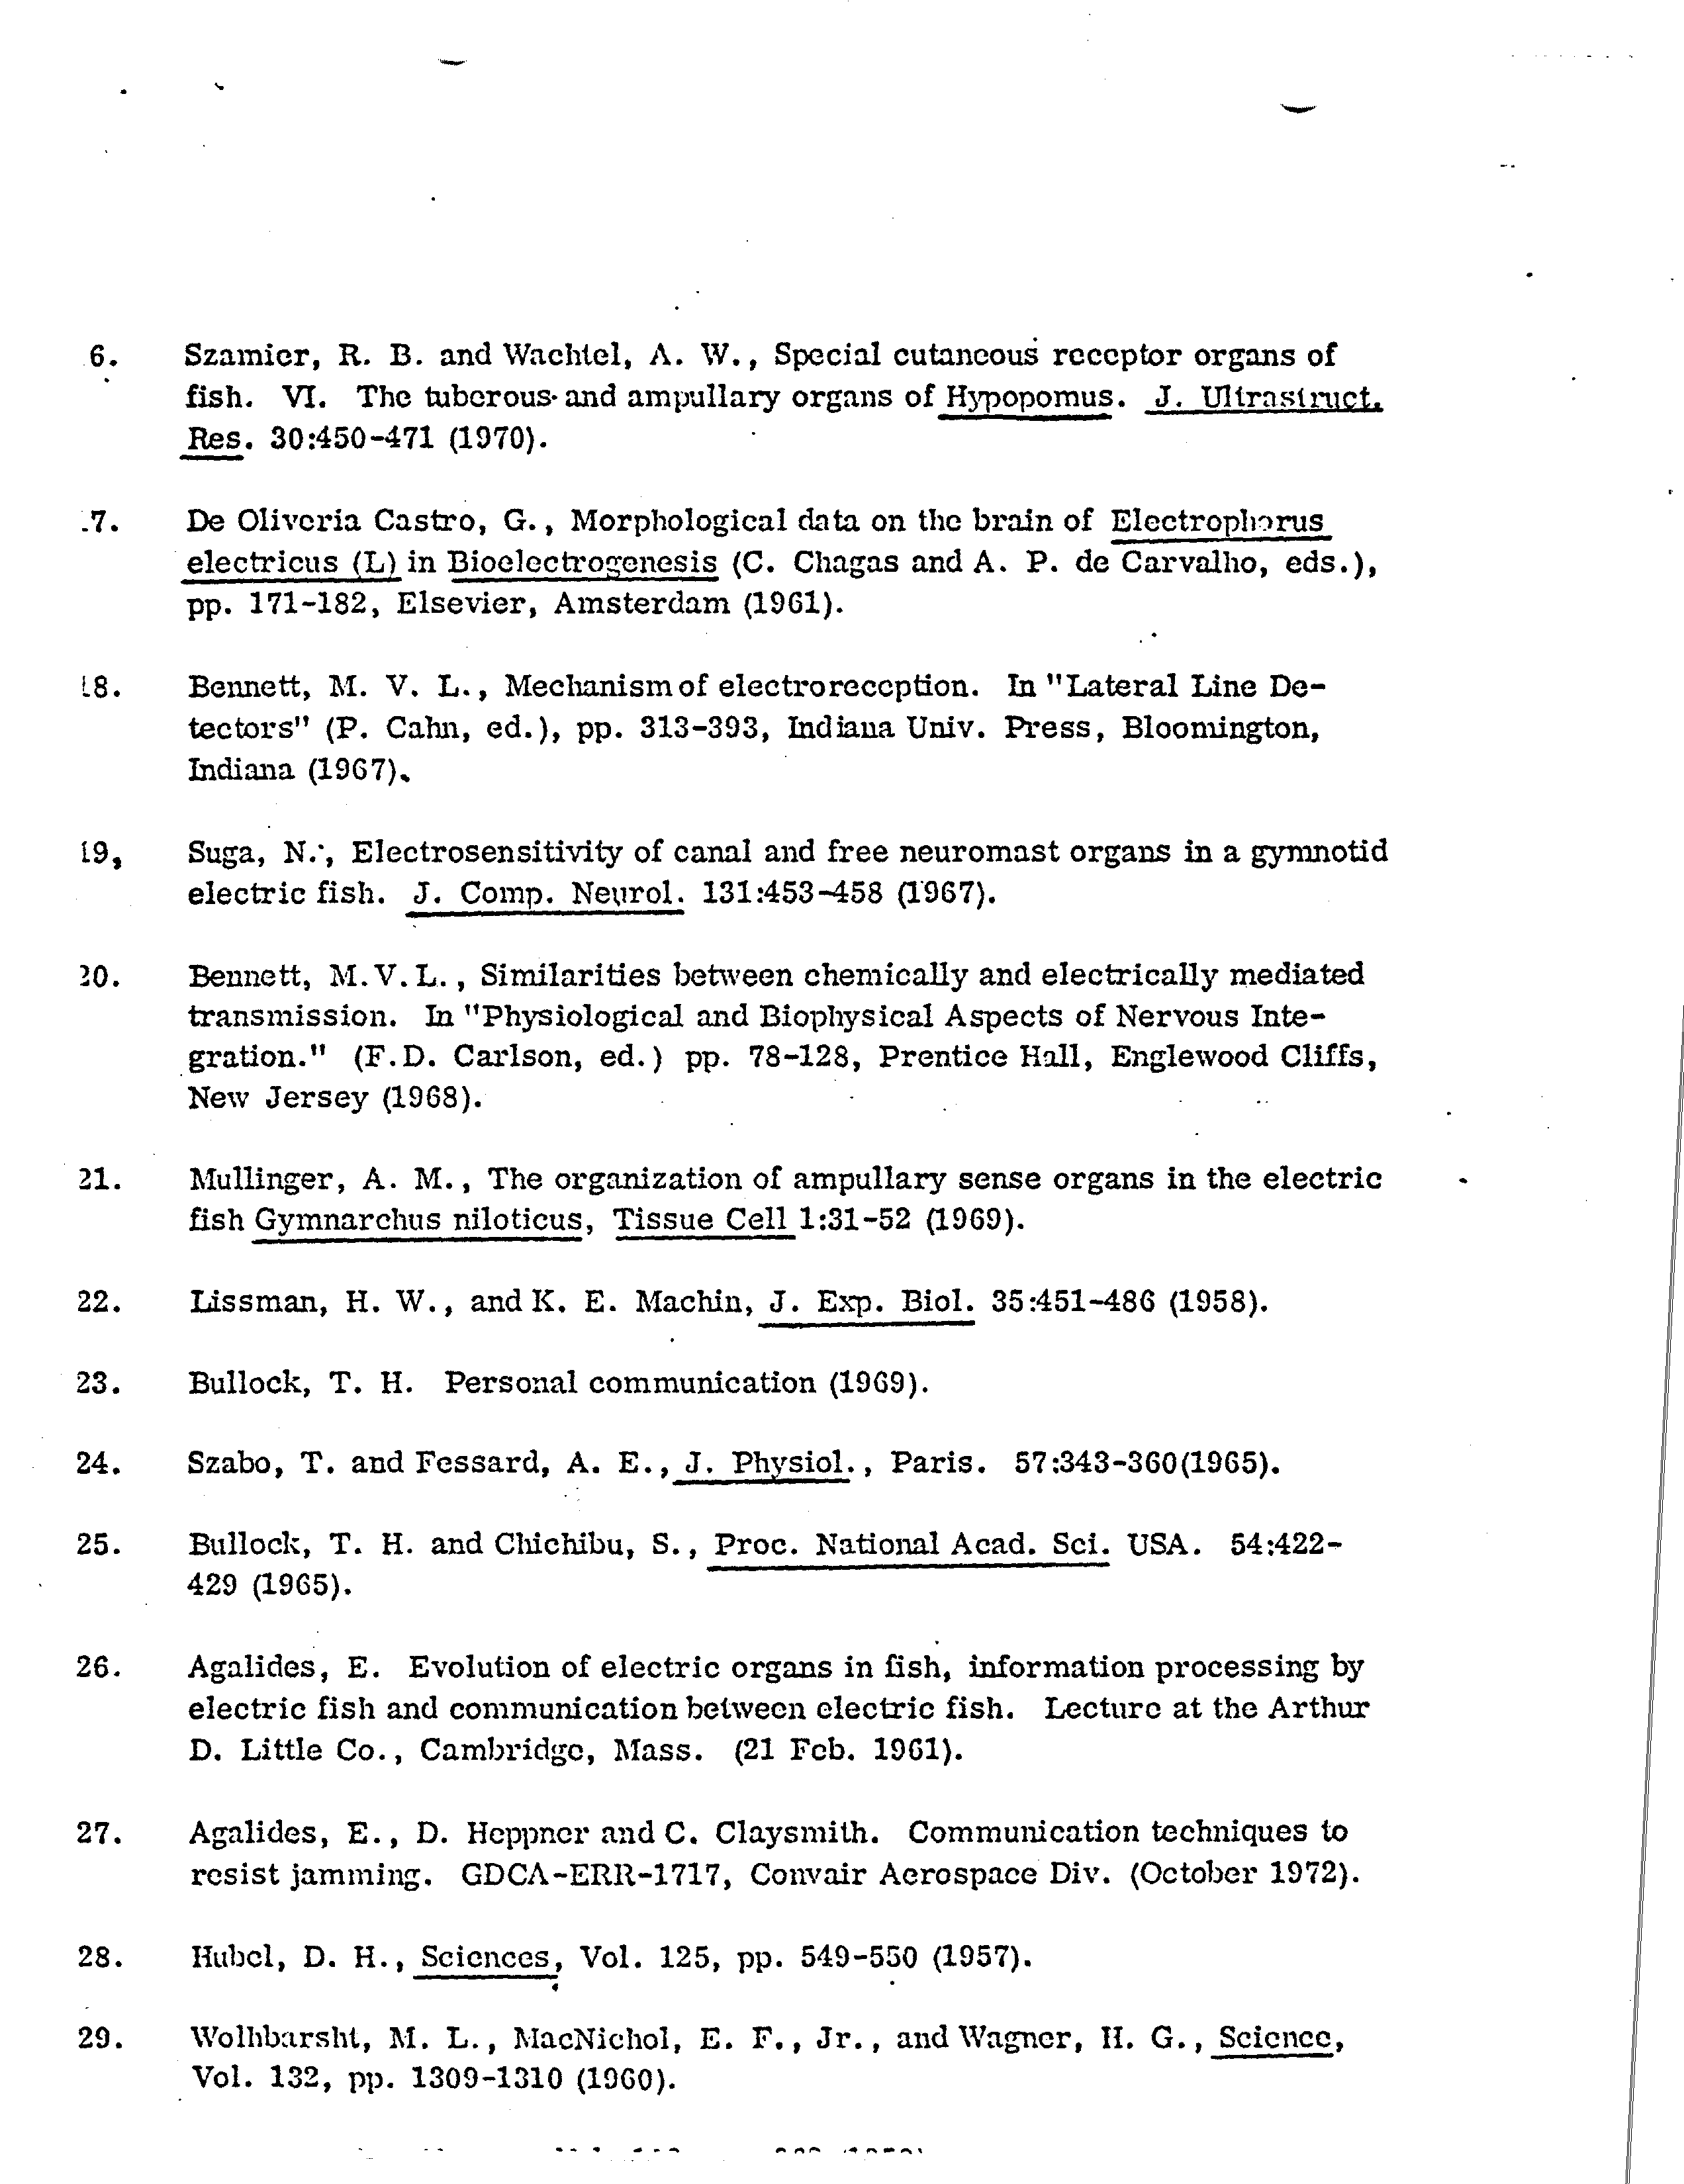 6. Szamier, R. B. and Wachtel, A. W., Special cutaneous receptor organs of
fish. VI. The tuberous and ampullary organs of Hypopomus. J. Ultrastruct.
Res. 30:450-471 (1970).
7. De Oliveria Castro, G., Morphological data on the brain of Electrophorus
electricus (L) in Bioelectrogenesis (C. Chagas and A. P. de Carvalho, eds.),
pp. 171-182, Elsevier, Amsterdam (1961).
18. Bennett, M. V. L., Mechanism of electroreception. In "Lateral Line De-
tectors" (P. Cahn, ed.), pp. 313-393, Indiana Univ. Press, Bloomington,
Indiana (1967).
19, Suga, N., Electrosensitivity of canal and free neuromast organs in a gymnotid
electric fish. J. Comp. Neurol. 131:453-458 (1967).
20. Bennett, M. V. L., Similarities between chemically and electrically mediated
transmission. In "Physiological and Biophysical Aspects of Nervous Inte-
gration." (F. D. Carlson, ed.) pp. 78-128, Prentice Hall, Englewood Cliffs,
New Jersey (1968).
21. Mullinger, A. M., The organization of ampullary sense organs in the electric
fish Gymnarchus niloticus, Tissue Cell 1:31-52 (1969).
22. Lissman, H. W., and K. E. Machin, J. Exp. Biol. 35:451-486 (1958).
23. Bullock, T. H. Personal communication (1969).
24. Szabo, T. and Fessard, A. E., J. Physiol., Paris. 57:343-360(1965).
25. Bullock, T. H. and Chichibu, S., Proc. National Acad. Sci. USA. 54:422-
429 (1965).
26. Agalides, E. Evolution of electric organs in fish, information processing by
electric fish and communication between electric fish. Lecture at the Arthur
D. Little Co., Cambridge, Mass. (21 Feb. 1961).
27. Agalides, E., D. Heppner and C. Claysmith. Communication techniques to
resist jamming. GDCA-ERR-1717, Convair Aerospace Div. (October 1972).
28. Hubel, D. H., Sciences, Vol. 125, pp. 549-550 (1957).
29. Wolhbarsht, M. L., MacNichol, E. F., Jr., and Wagner, H. G., Science,
Vol. 132, pp. 1309-1310 (1960).